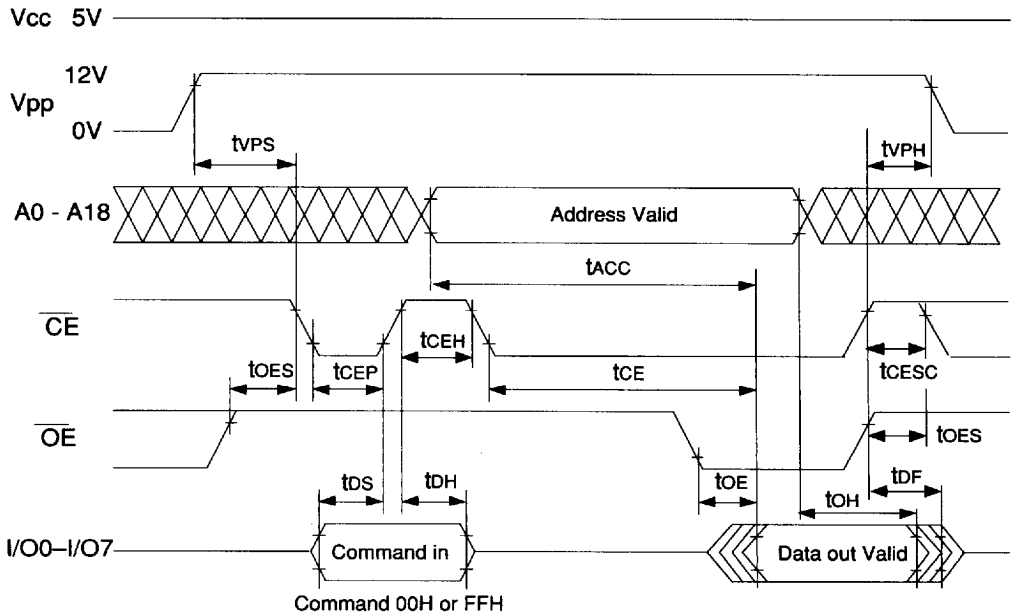 Vcc 5V
12V
Vpp
0V
tVPS
tVPH
A0 - A18
Address Valid
tACC
CE
tCEH
tOES
tCEP
tCE
tCESC
OE
tOES
tDS
tDH
tOE
tDF
tOH
I/O0–I/O7
Command in
Data out Valid
Command 00H or FFH